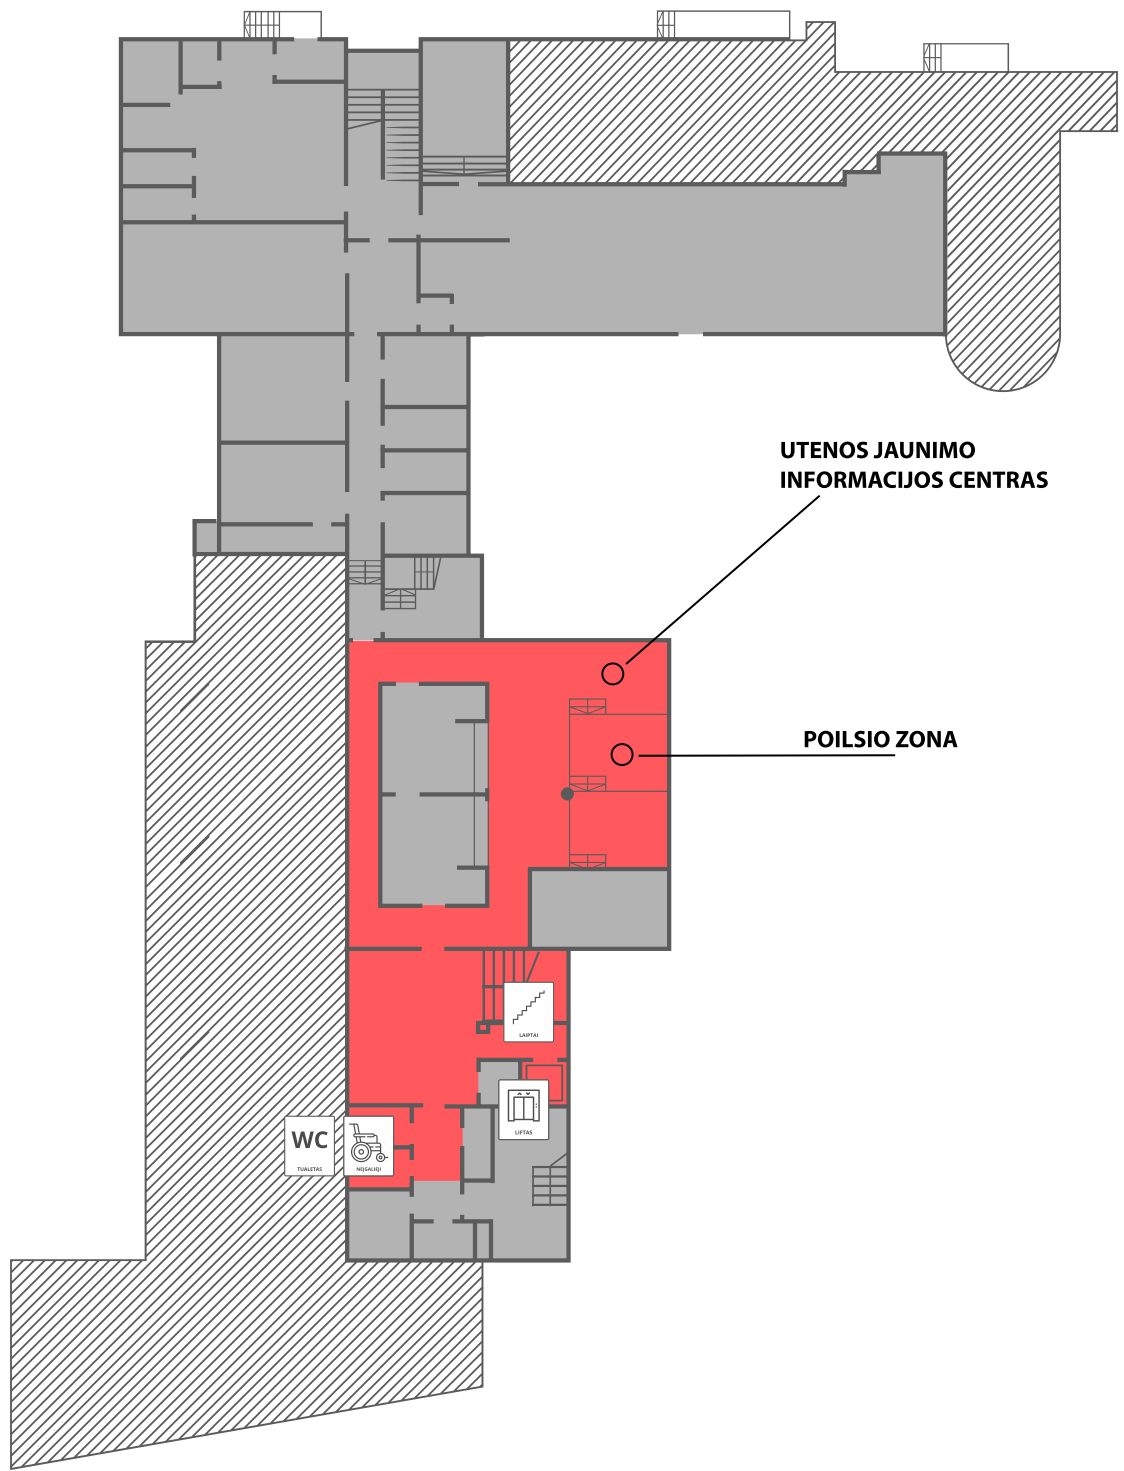 UTENOS JAUNIMO
INFORMACIJOS CENTRAS
POILSIO ZONA
LAIPTAI
LIFTAS
WC
TUALETAS
NEĮGALIEJI